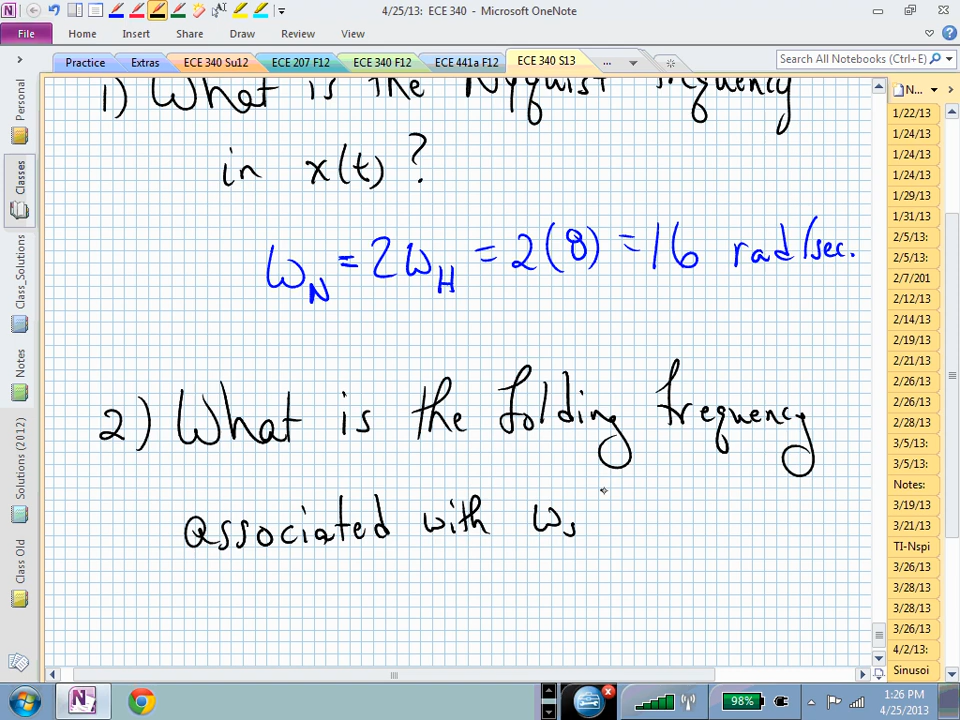 4/25/13: ECE 340 - Microsoft OneNote
File Home Insert Share Draw Review View
Practice Extras ECE 340 Su12 ECE 207 F12 ECE 340 F12 ECE 441a F12 ECE 340 S13 ... Search All Notebooks (Ctrl+E)
N...
Personal
Classes
Class_Solutions
Notes
Solutions (2012)
Class Old
1) What is the Nyquist frequency
in x(t) ?
ωN = 2ωH = 2(8) = 16 rad/sec.
2) What is the folding frequency
associated with ωs
1/22/13
1/24/13
1/24/13
1/24/13
1/29/13
1/31/13
2/5/13:
2/5/13:
2/7/201
2/12/13
2/14/13
2/19/13
2/21/13
2/26/13
2/26/13
2/28/13
3/5/13:
3/5/13:
Notes:
3/19/13
3/21/13
TI-Nspi
3/26/13
3/28/13
3/28/13
3/26/13
4/2/13:
Sinusoi
98%
1:26 PM
4/25/2013